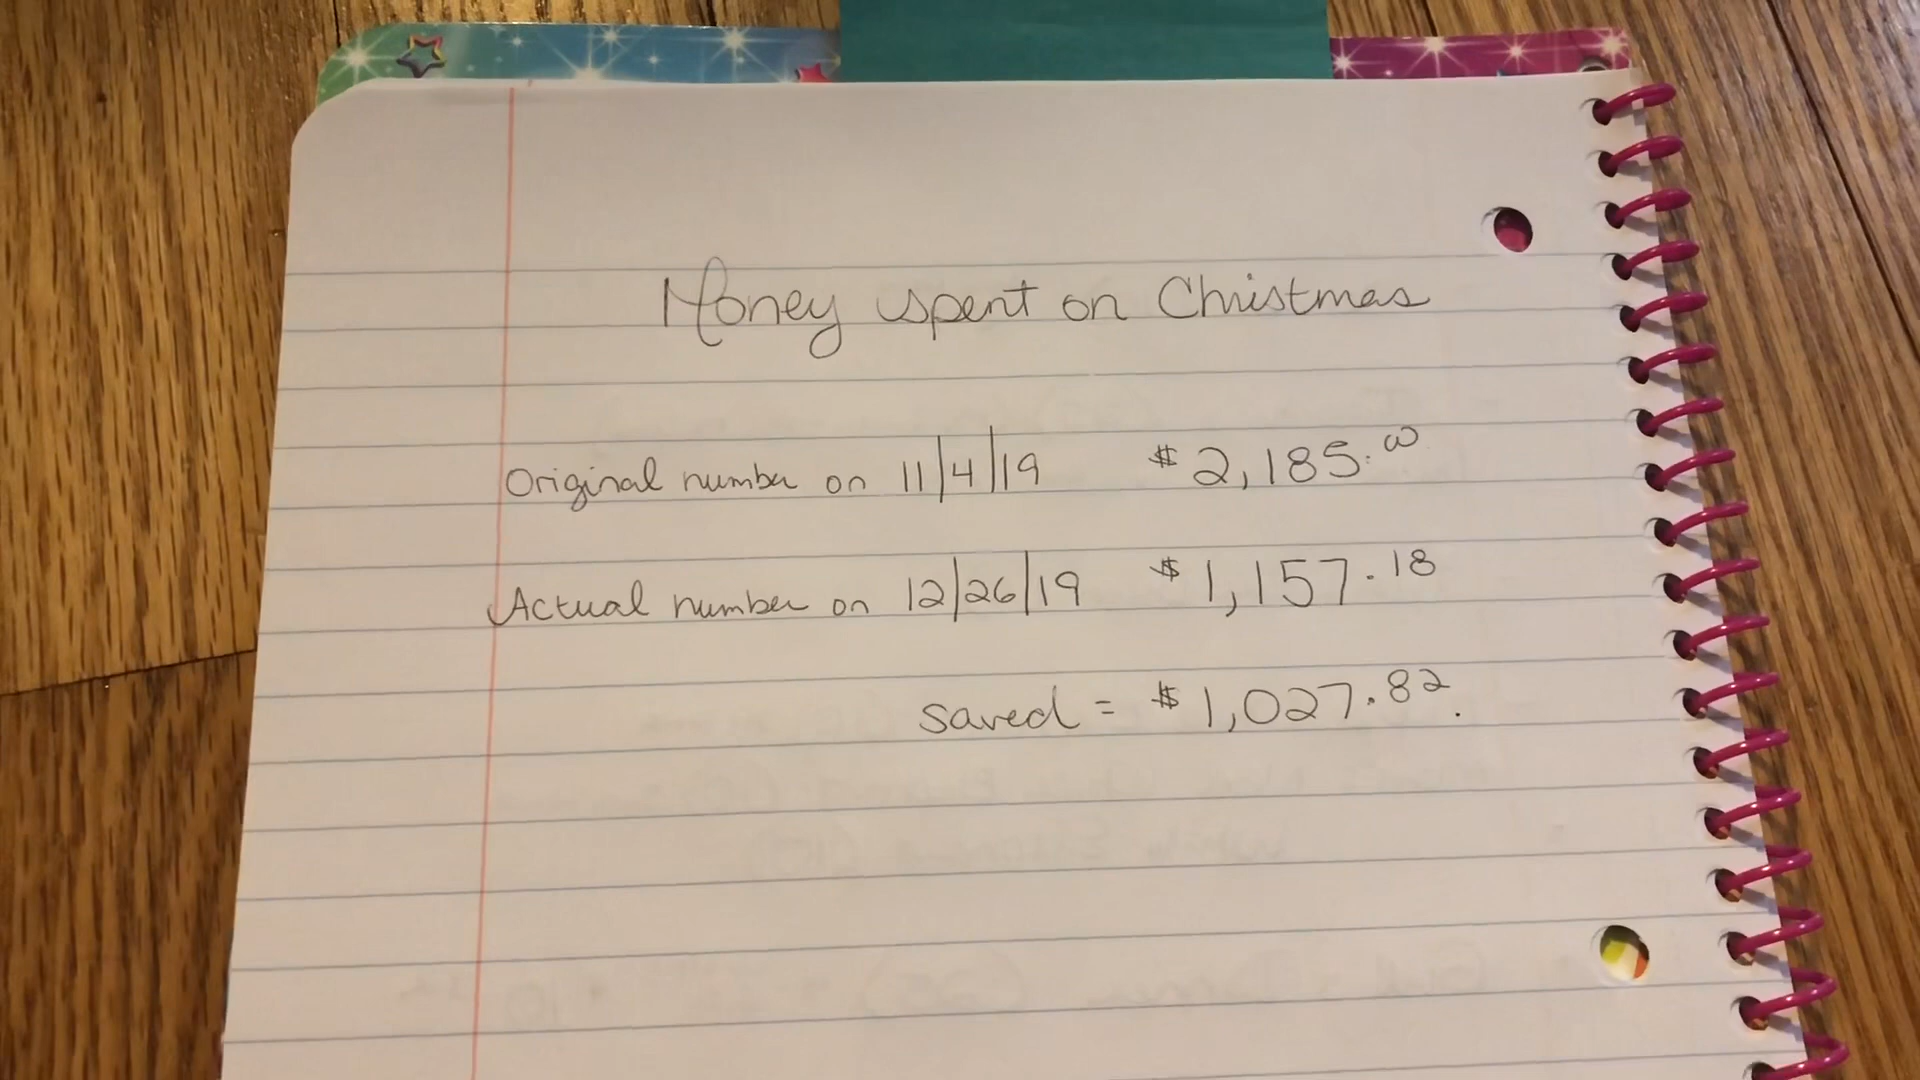 Money spent on Christmas
Original number on 11/4/19 $2,185.00
Actual number on 12/26/19 $1,157.18
saved = $1,027.82.